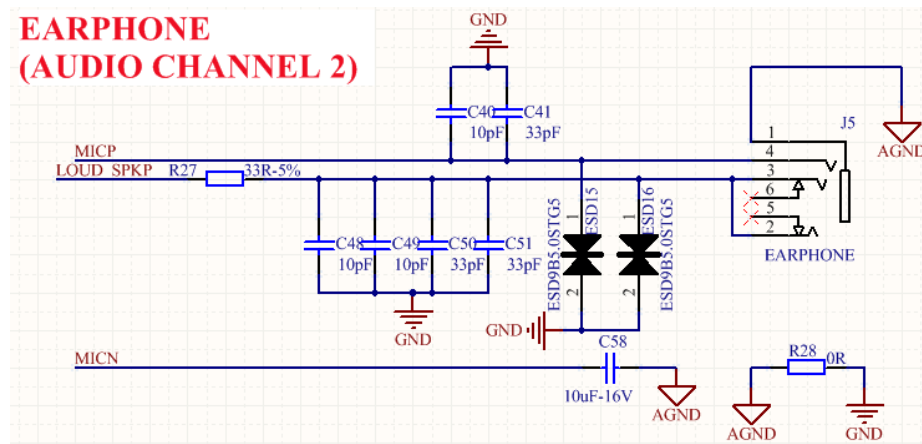 EARPHONE
(AUDIO CHANNEL 2)
GND
C40
10pF
C41
33pF
J5
1
4
3
6
5
2
AGND
EARPHONE
MICP
LOUD_SPKP
R27
33R-5%
C48
10pF
C49
10pF
C50
33pF
C51
33pF
GND
ESD9B5.0STG5
1
2
ESD15
ESD9B5.0STG5
1
2
ESD16
GND
MICN
C58
10uF-16V
AGND
R28
0R
AGND
GND